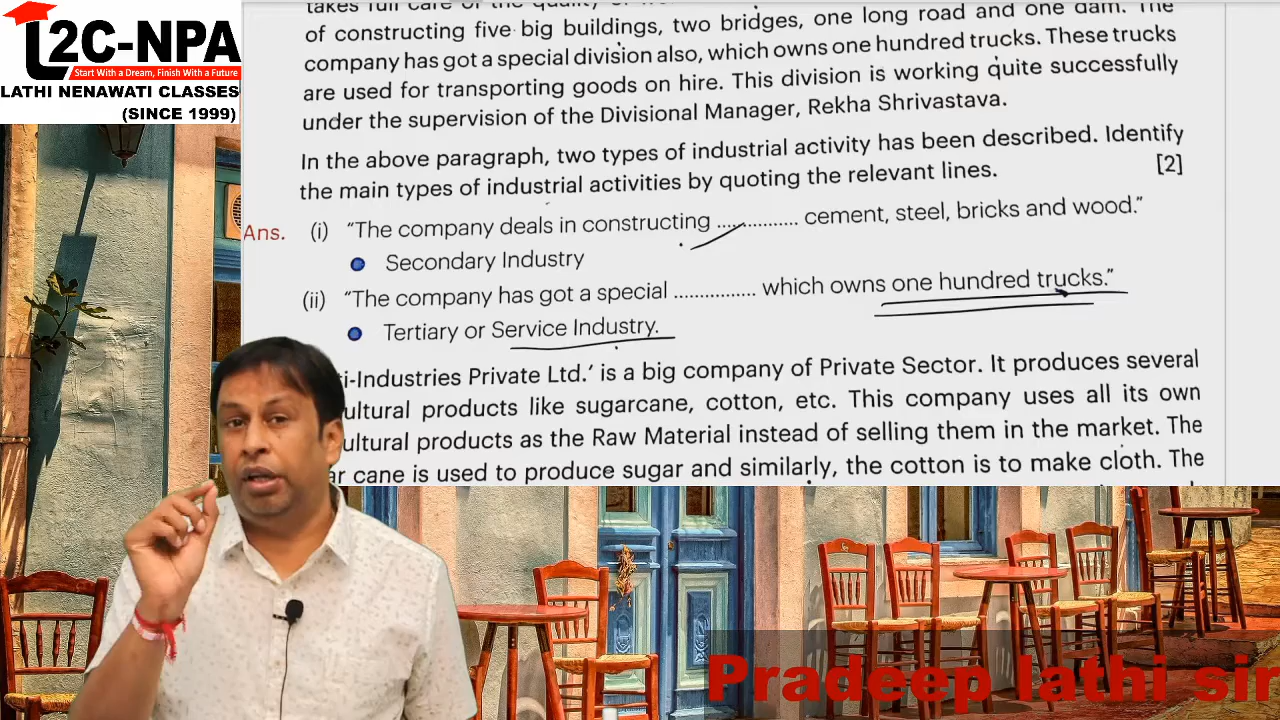 L2C-NPA
Start With a Dream, Finish With a Future
LATHI NENAWATI CLASSES
(SINCE 1999)
takes full care of the quality of
of constructing five big buildings, two bridges, one long road and one dam. The
company has got a special division also, which owns one hundred trucks. These trucks
are used for transporting goods on hire. This division is working quite successfully
under the supervision of the Divisional Manager, Rekha Shrivastava.
In the above paragraph, two types of industrial activity has been described. Identify
the main types of industrial activities by quoting the relevant lines. [2]
Ans. (i) “The company deals in constructing .............. cement, steel, bricks and wood.”
Secondary Industry
(ii) “The company has got a special .............. which owns one hundred trucks.”
Tertiary or Service Industry.
ti-Industries Private Ltd.’ is a big company of Private Sector. It produces several
ultural products like sugarcane, cotton, etc. This company uses all its own
ultural products as the Raw Material instead of selling them in the market. The
ar cane is used to produce sugar and similarly, the cotton is to make cloth. The
Pradeep lathi sir